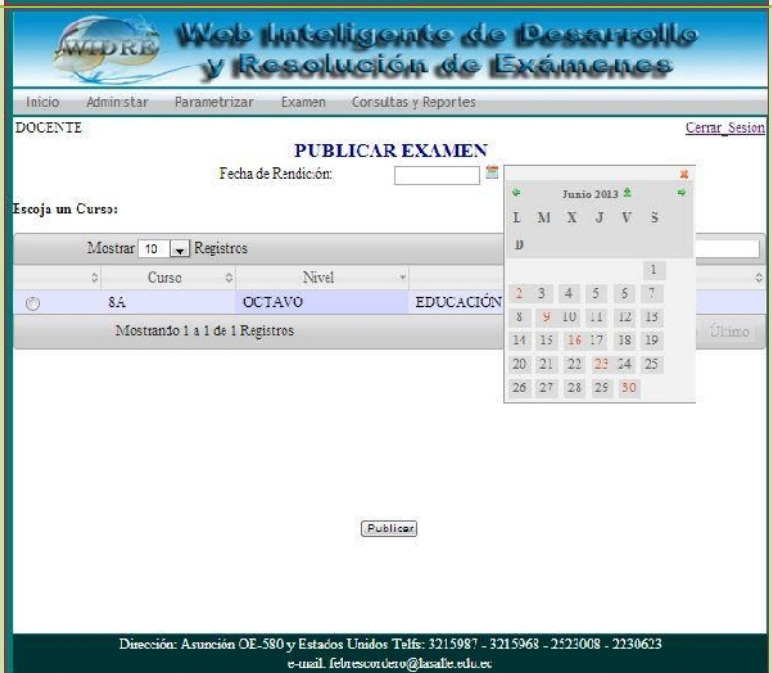 WIDRE
Web Inteligente de Desarrollo
y Resolución de Exámenes
Inicio Administar Parametrizar Examen Consultas y Reportes
DOCENTE Cerrar_Sesion
PUBLICAR EXAMEN
Fecha de Rendición:
Escoja un Curso:
Mostrar 10 Registros
Curso Nivel
8A OCTAVO EDUCACIÓN
Mostrando 1 a 1 de 1 Registros
Último
Junio 2013
L M X J V S
D
1
2 3 4 5 6 7
8 9 10 11 12 13
14 15 16 17 18 19
20 21 22 23 24 25
26 27 28 29 30
Publicar
Dirección: Asunción OE-580 y Estados Unidos Telfs: 3215987 - 3215968 - 2523008 - 2230623
e-mail. febrescordero@lasalle.edu.ec